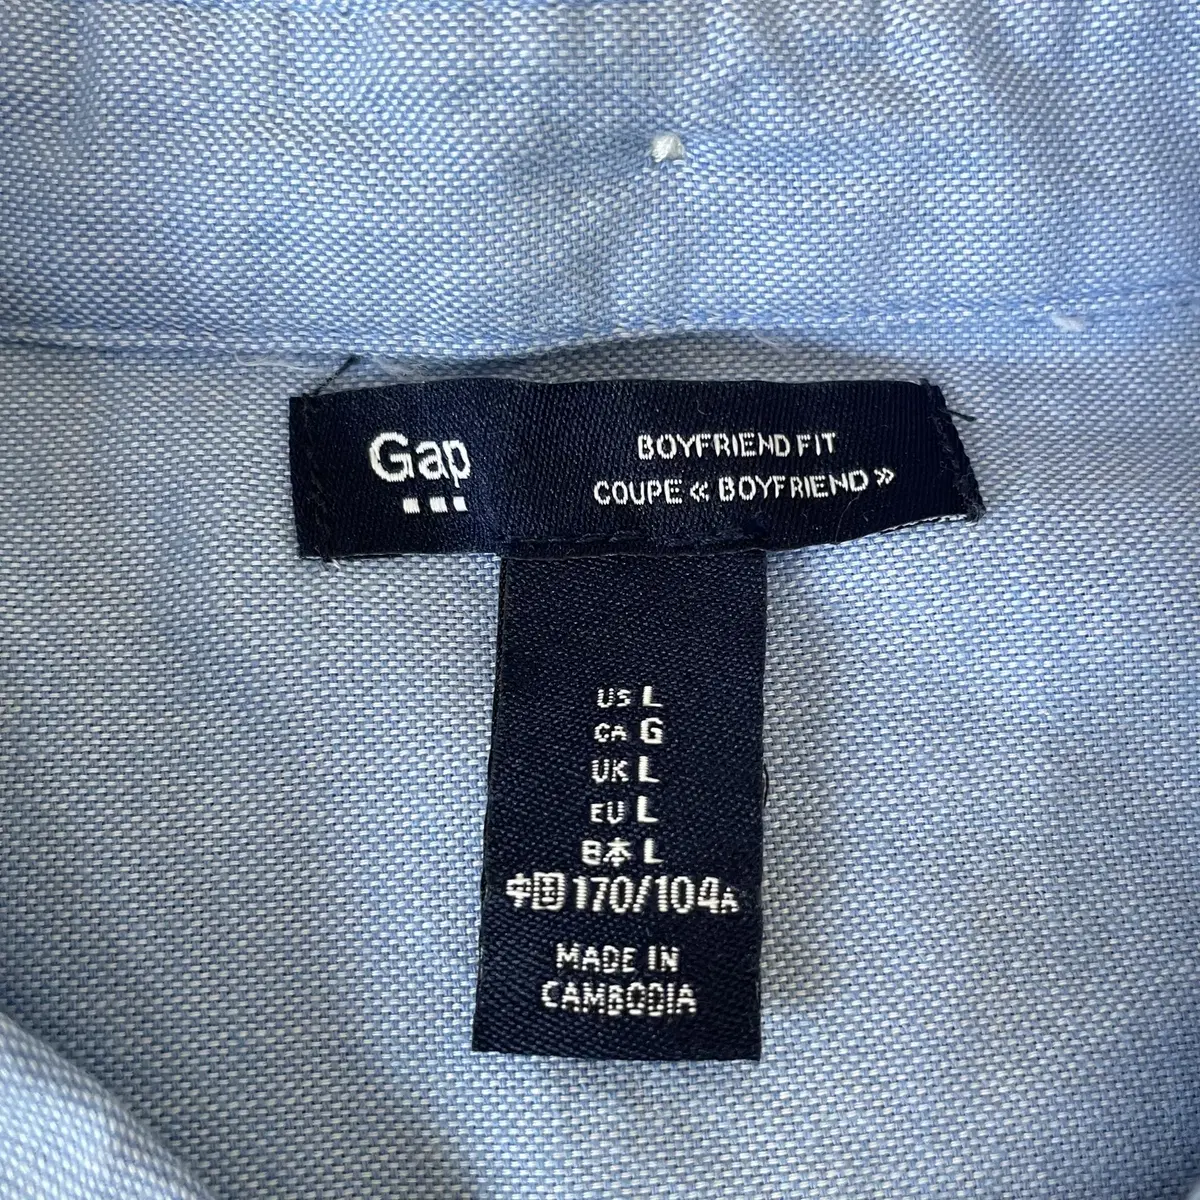 Gap
BOYFRIEND FIT
COUPE « BOYFRIEND »
US L
CA G
UK L
EU L
日本 L
中国 170/104A
MADE IN
CAMBODIA